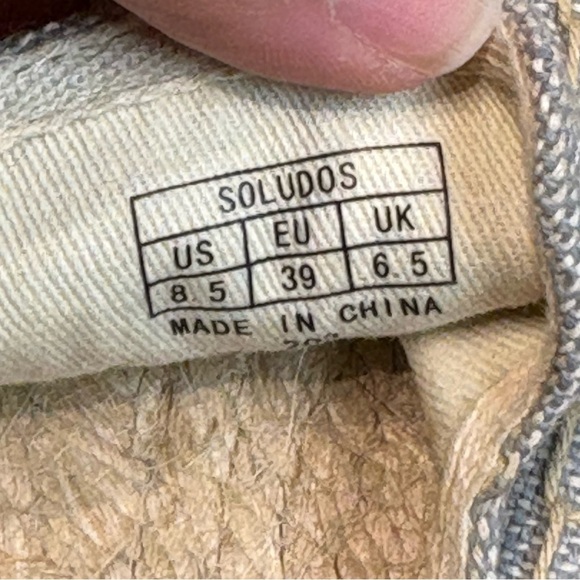 SOLUDOS
US EU UK
8.5 39 6.5
MADE IN CHINA